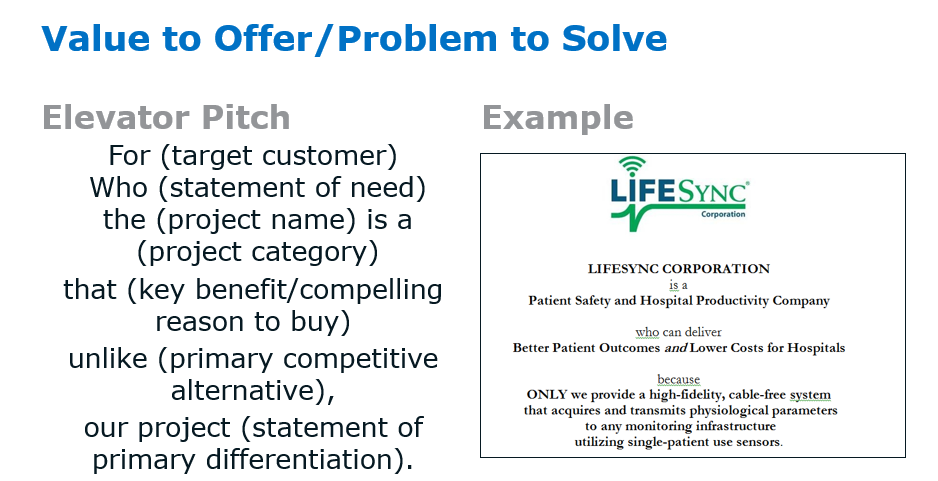 Value to Offer/Problem to Solve
Elevator Pitch
For (target customer)
Who (statement of need)
the (project name) is a
(project category)
that (key benefit/compelling
reason to buy)
unlike (primary competitive
alternative),
our project (statement of
primary differentiation).
Example
LIFESYNC®
Corporation
LIFESYNC CORPORATION
is a
Patient Safety and Hospital Productivity Company
who can deliver
Better Patient Outcomes and Lower Costs for Hospitals
because
ONLY we provide a high-fidelity, cable-free system
that acquires and transmits physiological parameters
to any monitoring infrastructure
utilizing single-patient use sensors.